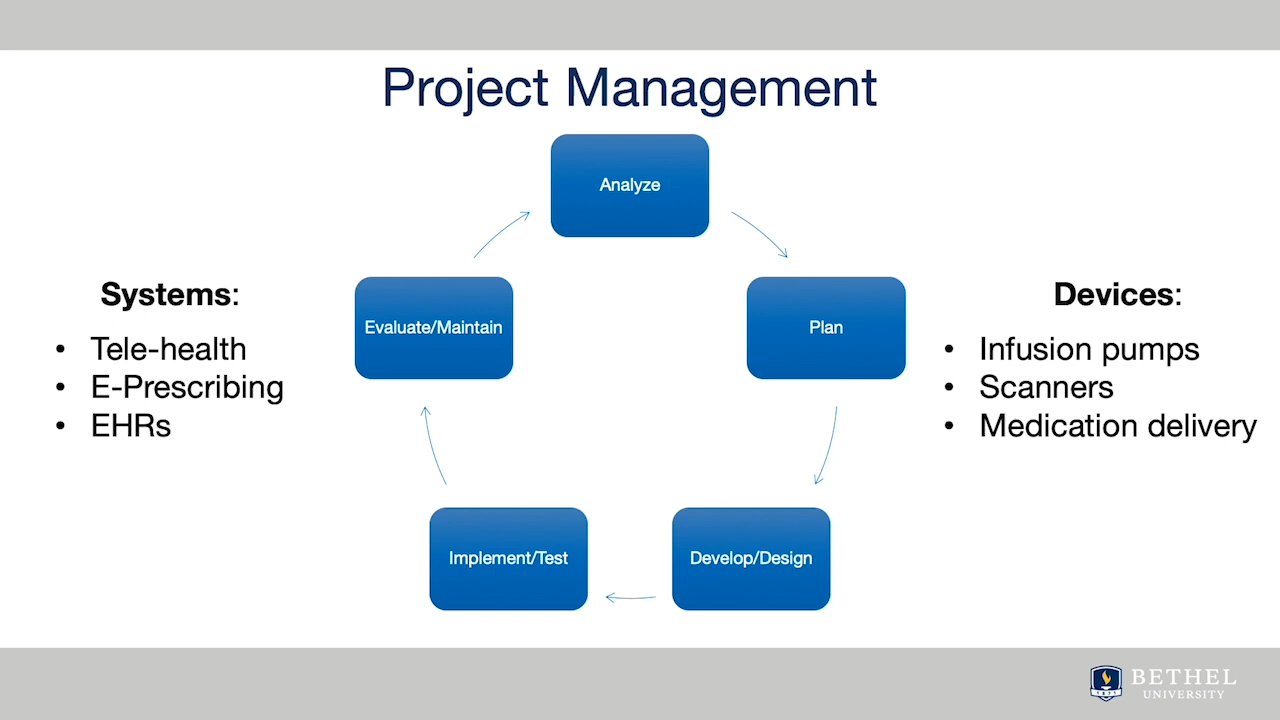 Project Management
Analyze
Systems:
• Tele-health
• E-Prescribing
• EHRs
Evaluate/Maintain
Plan
Devices:
• Infusion pumps
• Scanners
• Medication delivery
Implement/Test
Develop/Design
1871
BETHEL
UNIVERSITY